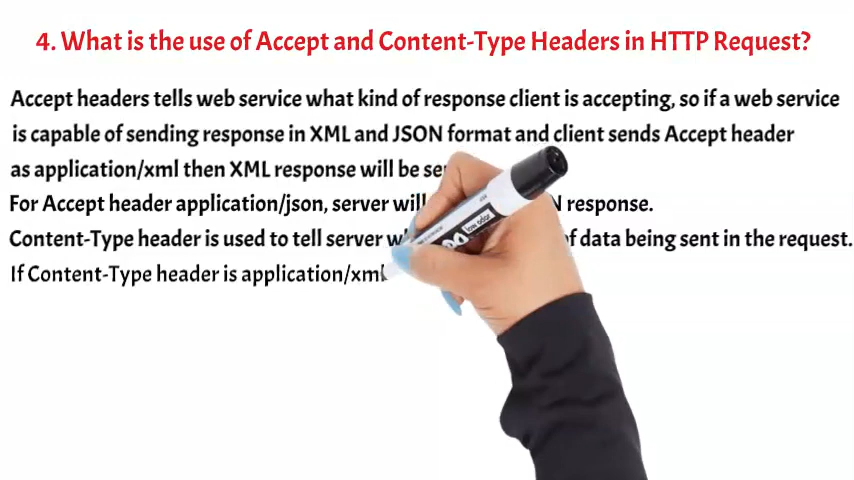 4. What is the use of Accept and Content-Type Headers in HTTP Request?
Accept headers tells web service what kind of response client is accepting, so if a web service
is capable of sending response in XML and JSON format and client sends Accept header
as application/xml then XML response will be
For Accept header application/json, server will response.
Content-Type header is used to tell server of data being sent in the request.
If Content-Type header is application/xml
low odor